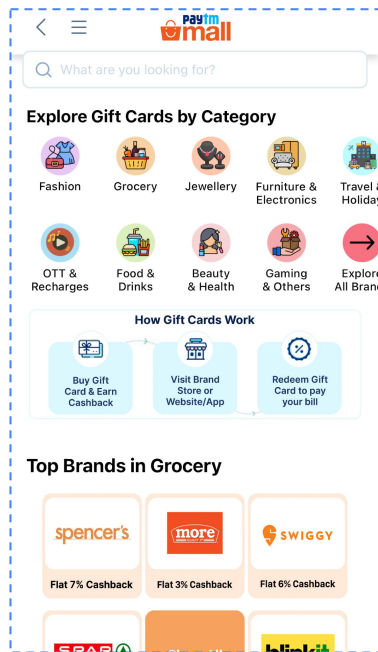 paytm
mall
What are you looking for?
Explore Gift Cards by Category
Fashion
Grocery
Jewellery
Furniture &
Electronics
Travel &
Holiday
OTT &
Recharges
Food &
Drinks
Beauty
& Health
Gaming
& Others
Explore
All Bran
How Gift Cards Work
Buy Gift
Card & Earn
Cashback
Visit Brand
Store or
Website/App
Redeem Gift
Card to pay
your bill
Top Brands in Grocery
spencer's
Flat 7% Cashback
more
Flat 3% Cashback
SWIGGY
Flat 6% Cashback
SPAR
blinkit